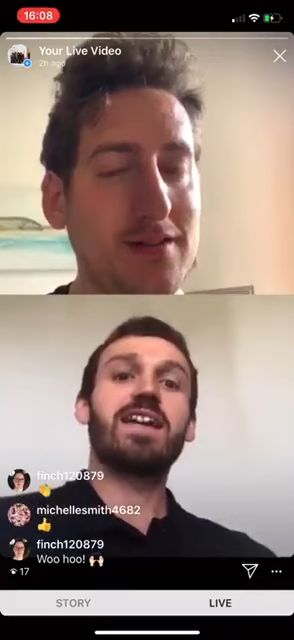 16:08
Your Live Video
2h ago
finch120879
👏
michellesmith4682
👍
finch120879
Woo hoo! 🙌🏻
17
STORY
LIVE